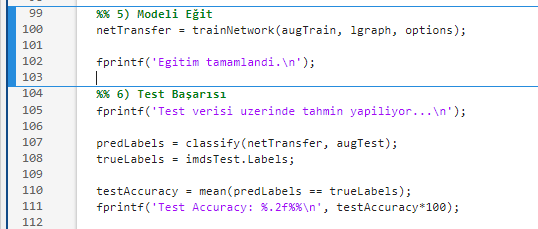 99 %% 5) Modeli Eğit
100 netTransfer = trainNetwork(augTrain, lgraph, options);
101
102 fprintf('Egitim tamamlandi.\n');
103
104 %% 6) Test Başarısı
105 fprintf('Test verisi uzerinde tahmin yapiliyor...\n');
106
107 predLabels = classify(netTransfer, augTest);
108 trueLabels = imdsTest.Labels;
109
110 testAccuracy = mean(predLabels == trueLabels);
111 fprintf('Test Accuracy: %.2f%%\n', testAccuracy*100);
112